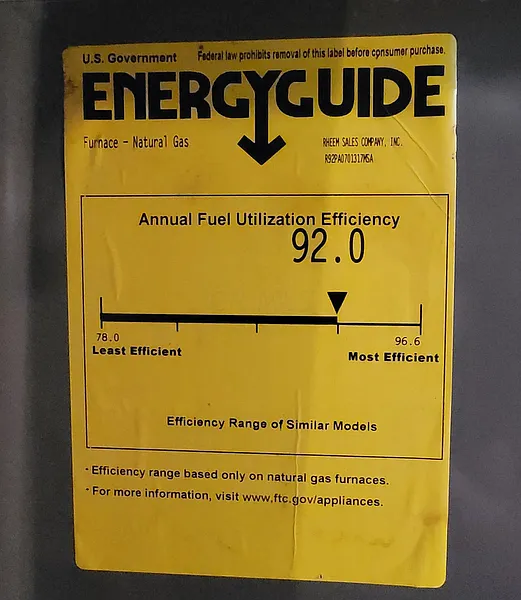 U.S. Government Federal law prohibits removal of this label before consumer purchase.
ENERGYGUIDE
Furnace - Natural Gas RHEEM SALES COMPANY, INC.
R92PA0701317MSA
Annual Fuel Utilization Efficiency
92.0
78.0 96.6
Least Efficient Most Efficient
Efficiency Range of Similar Models
· Efficiency range based only on natural gas furnaces.
· For more information, visit www.ftc.gov/appliances.